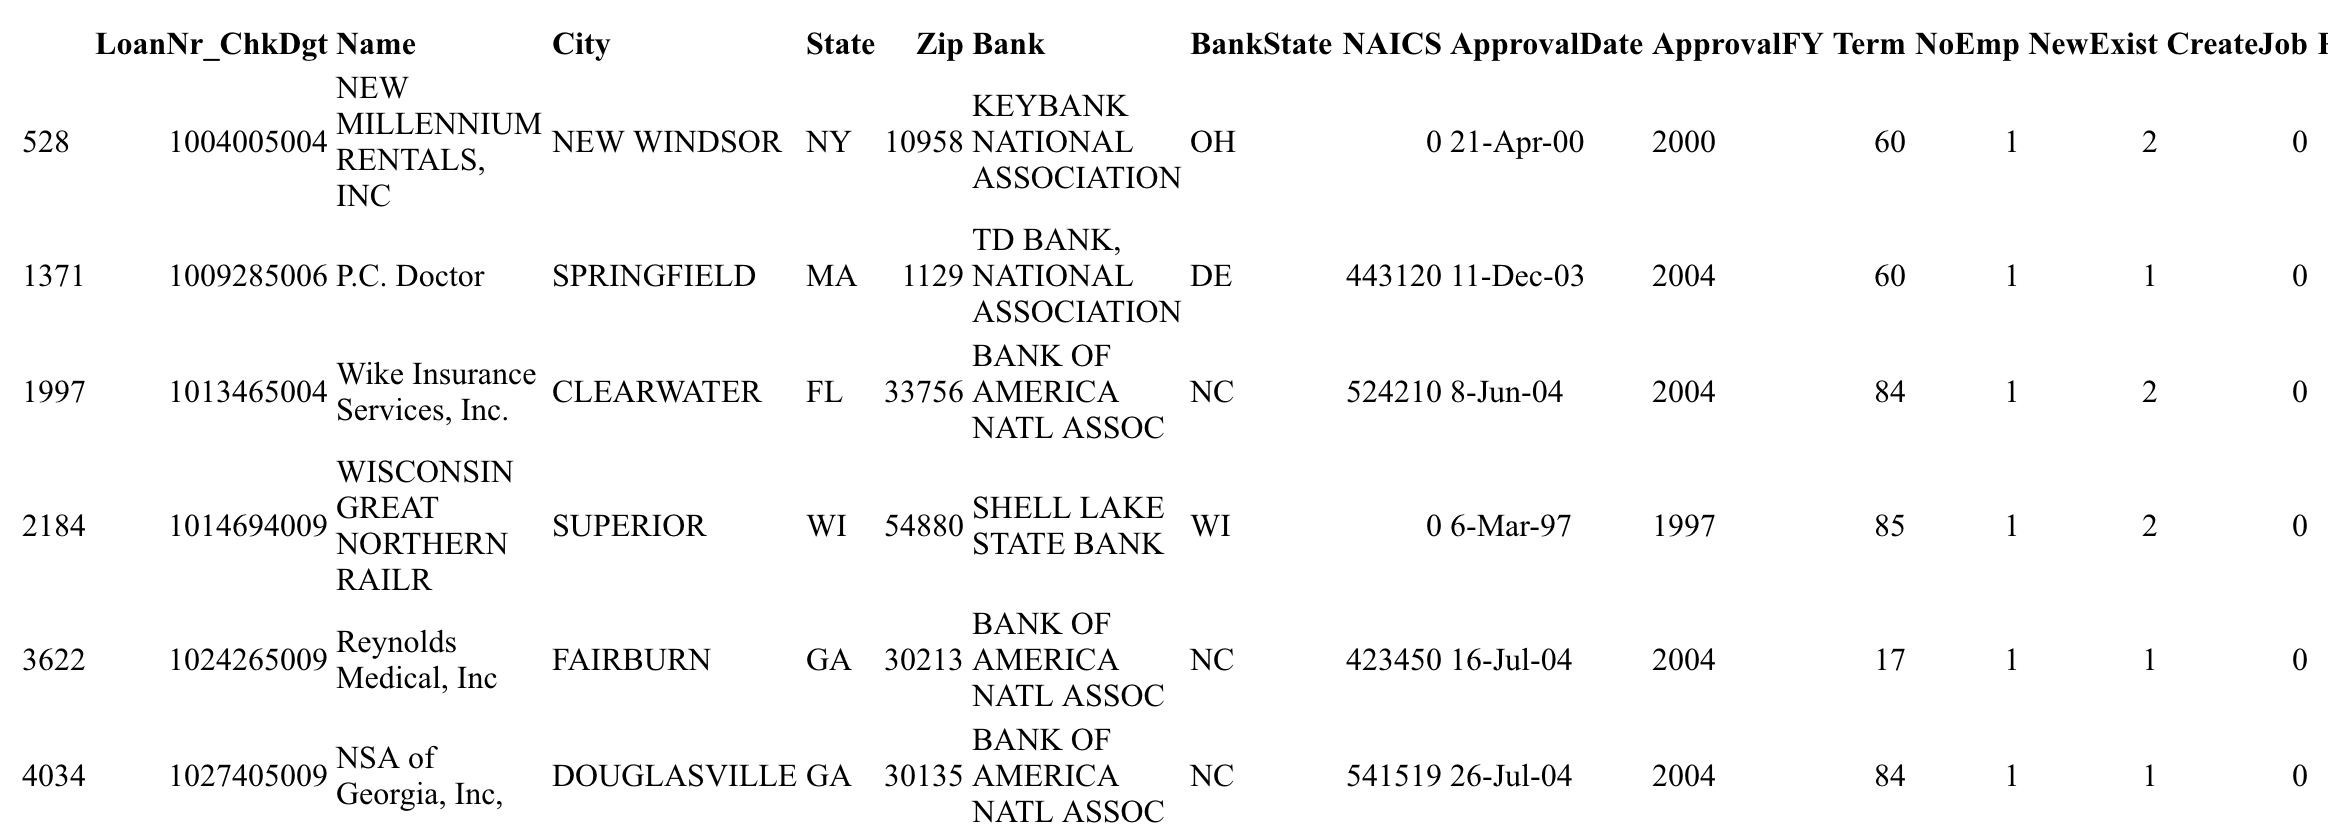 LoanNr_ChkDgt Name City State Zip Bank BankState NAICS ApprovalDate ApprovalFY Term NoEmp NewExist CreateJob
NEW
MILLENNIUM
RENTALS,
INC
528 1004005004 NEW WINDSOR NY 10958 KEYBANK
NATIONAL
ASSOCIATION
OH 0 21-Apr-00 2000 60 1 2 0
1371 1009285006 P.C. Doctor SPRINGFIELD MA 1129 TD BANK,
NATIONAL
ASSOCIATION
DE 443120 11-Dec-03 2004 60 1 1 0
1997 1013465004 Wike Insurance
Services, Inc.
CLEARWATER FL 33756 BANK OF
AMERICA
NATL ASSOC
NC 524210 8-Jun-04 2004 84 1 2 0
2184 1014694009 WISCONSIN
GREAT
NORTHERN
RAILR
SUPERIOR WI 54880 SHELL LAKE
STATE BANK
WI 0 6-Mar-97 1997 85 1 2 0
3622 1024265009 Reynolds
Medical, Inc
FAIRBURN GA 30213 BANK OF
AMERICA
NATL ASSOC
NC 423450 16-Jul-04 2004 17 1 1 0
4034 1027405009 NSA of
Georgia, Inc,
DOUGLASVILLE GA 30135 BANK OF
AMERICA
NATL ASSOC
NC 541519 26-Jul-04 2004 84 1 1 0